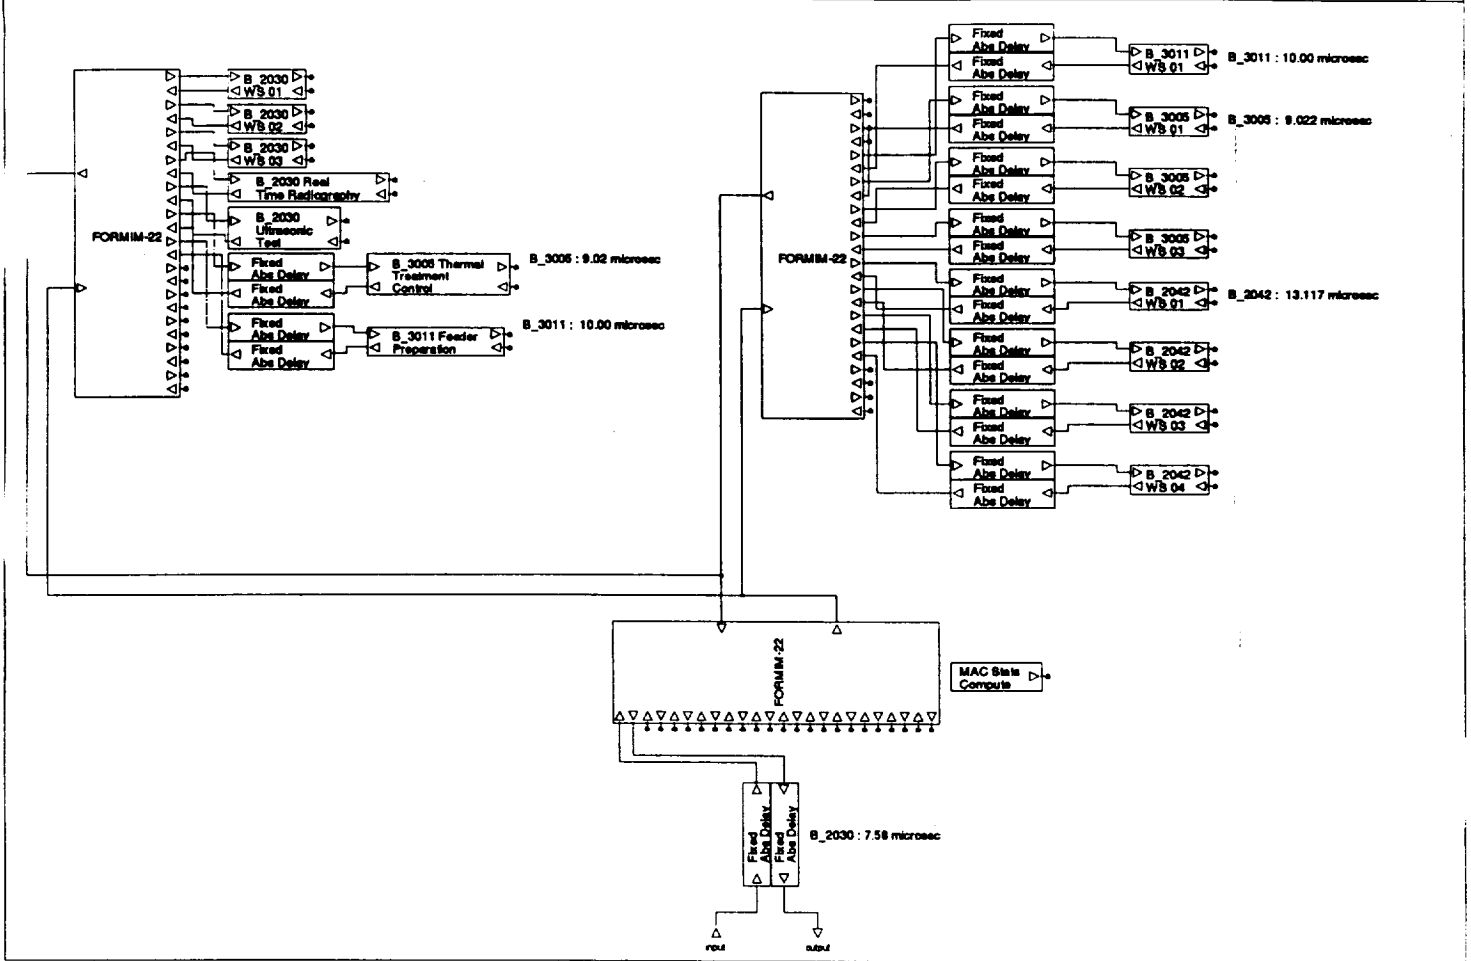 B_2030
WS 01
B_2030
WS 02
B_2030
WS 03
B_2030 Real
Time Radiography
B_2030
Ultrasonic
Test
FORMIM-22
Fixed
Abs Delay
Fixed
Abs Delay
B_3005 Thermal
Treatment
Control
B_3005 : 9.02 microsec
Fixed
Abs Delay
Fixed
Abs Delay
B_3011 Feeder
Preparation
B_3011 : 10.00 microsec
FORMIM-22
Fixed
Abs Delay
Fixed
Abs Delay
B_3011
WS 01
B_3011 : 10.00 microsec
Fixed
Abs Delay
Fixed
Abs Delay
B_3005
WS 01
B_3005 : 9.022 microsec
Fixed
Abs Delay
Fixed
Abs Delay
B_3005
WS 02
Fixed
Abs Delay
Fixed
Abs Delay
B_3005
WS 03
Fixed
Abs Delay
Fixed
Abs Delay
B_2042
WS 01
B_2042 : 13.117 microsec
Fixed
Abs Delay
Fixed
Abs Delay
B_2042
WS 02
Fixed
Abs Delay
Fixed
Abs Delay
B_2042
WS 03
Fixed
Abs Delay
Fixed
Abs Delay
B_2042
WS 04
FORMIM-22
MAC Stats
Compute
Fixed
Abs Delay
Fixed
Abs Delay
B_2030 : 7.58 microsec
input
output